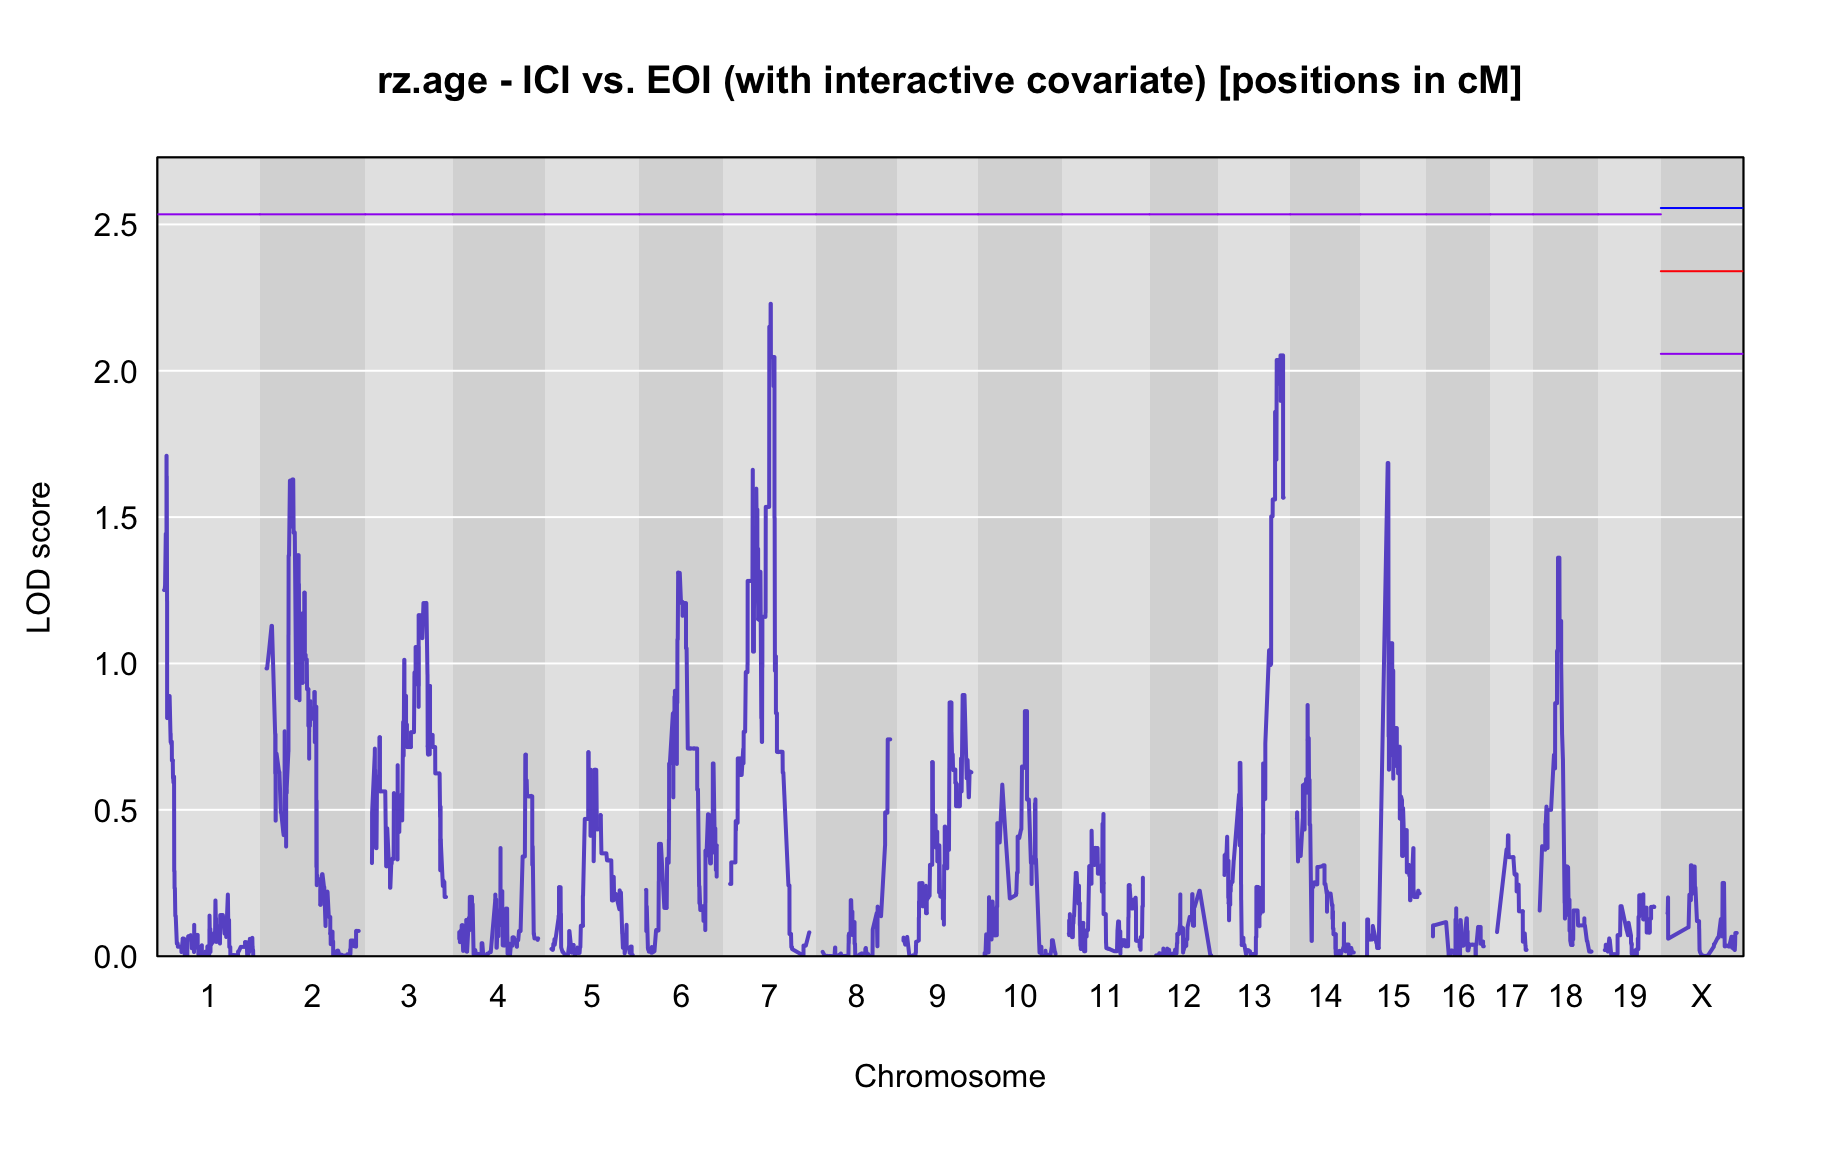 rz.age - ICI vs. EOI (with interactive covariate) [positions in cM]
2.5
2.0
1.5
1.0
0.5
0.0
LOD score
1 2 3 4 5 6 7 8 9 10 11 12 13 14 15 16 17 18 19 X
Chromosome